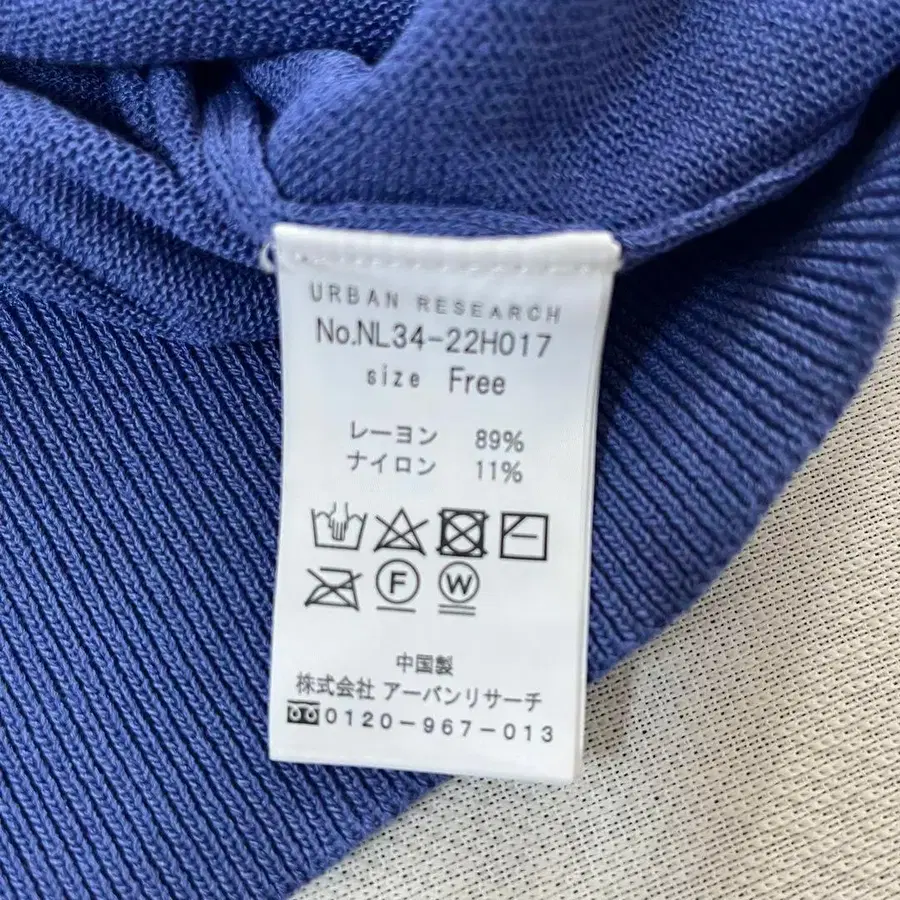 URBAN RESEARCH
No.NL34-22H017
size Free
レーヨン 89%
ナイロン 11%
F W
中国製
株式会社 アーバンリサーチ
0120-967-013